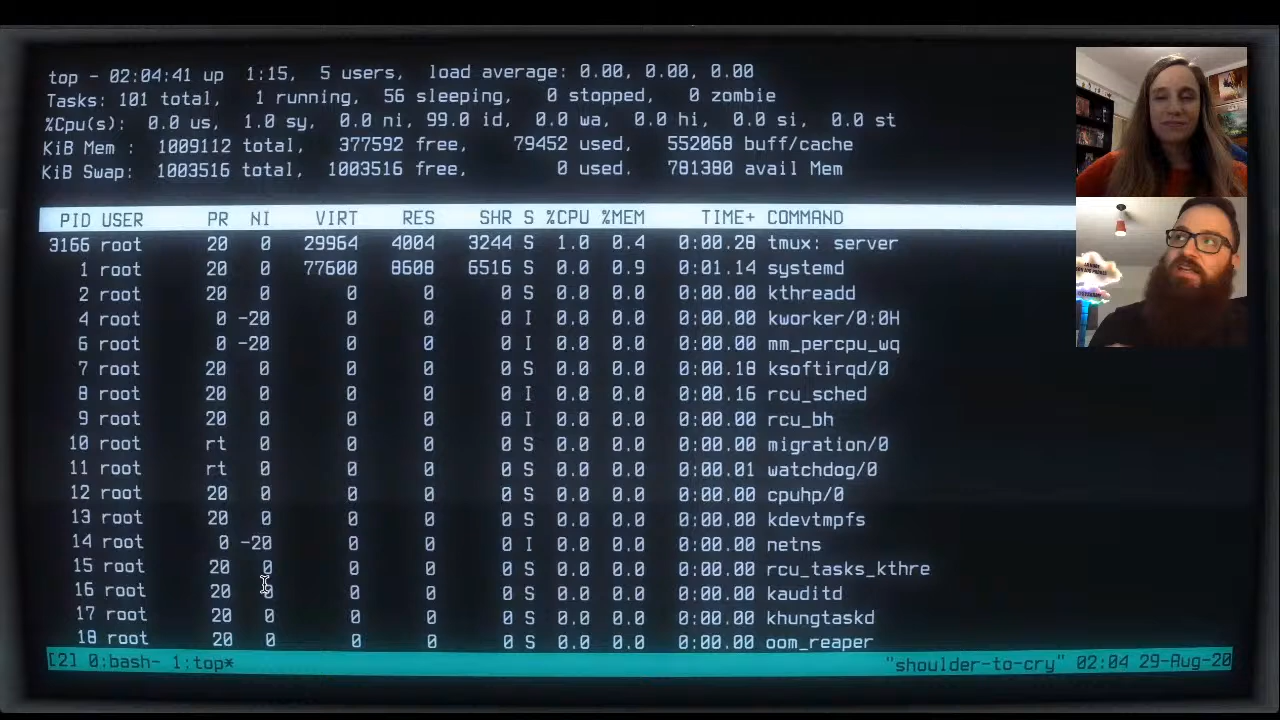 top - 02:04:41 up  1:15,  5 users,  load average: 0.00, 0.00, 0.00
Tasks: 101 total,   1 running,  56 sleeping,   0 stopped,   0 zombie
%Cpu(s):  0.0 us,  1.0 sy,  0.0 ni, 99.0 id,  0.0 wa,  0.0 hi,  0.0 si,  0.0 st
KiB Mem :  1009112 total,   377592 free,    79452 used,   552068 buff/cache
KiB Swap:  1003516 total,  1003516 free,        0 used.   781380 avail Mem
PID USER PR NI VIRT RES SHR S %CPU %MEM TIME+ COMMAND
3166 root 20 0 29964 4004 3244 S 1.0 0.4 0:00.28 tmux: server
1 root 20 0 77600 8608 6516 S 0.0 0.9 0:01.14 systemd
2 root 20 0 0 0 0 S 0.0 0.0 0:00.00 kthreadd
4 root 0 -20 0 0 0 I 0.0 0.0 0:00.00 kworker/0:0H
6 root 0 -20 0 0 0 I 0.0 0.0 0:00.00 mm_percpu_wq
7 root 20 0 0 0 0 S 0.0 0.0 0:00.18 ksoftirqd/0
8 root 20 0 0 0 0 I 0.0 0.0 0:00.16 rcu_sched
9 root 20 0 0 0 0 I 0.0 0.0 0:00.00 rcu_bh
10 root rt 0 0 0 0 S 0.0 0.0 0:00.00 migration/0
11 root rt 0 0 0 0 S 0.0 0.0 0:00.01 watchdog/0
12 root 20 0 0 0 0 S 0.0 0.0 0:00.00 cpuhp/0
13 root 20 0 0 0 0 S 0.0 0.0 0:00.00 kdevtmpfs
14 root 0 -20 0 0 0 I 0.0 0.0 0:00.00 netns
15 root 20 0 0 0 0 S 0.0 0.0 0:00.00 rcu_tasks_kthre
16 root 20 0 0 0 0 S 0.0 0.0 0:00.00 kauditd
17 root 20 0 0 0 0 S 0.0 0.0 0:00.00 khungtaskd
18 root 20 0 0 0 0 S 0.0 0.0 0:00.00 oom_reaper
[2] 0:bash- 1:top* "shoulder-to-cry" 02:04 29-Aug-20